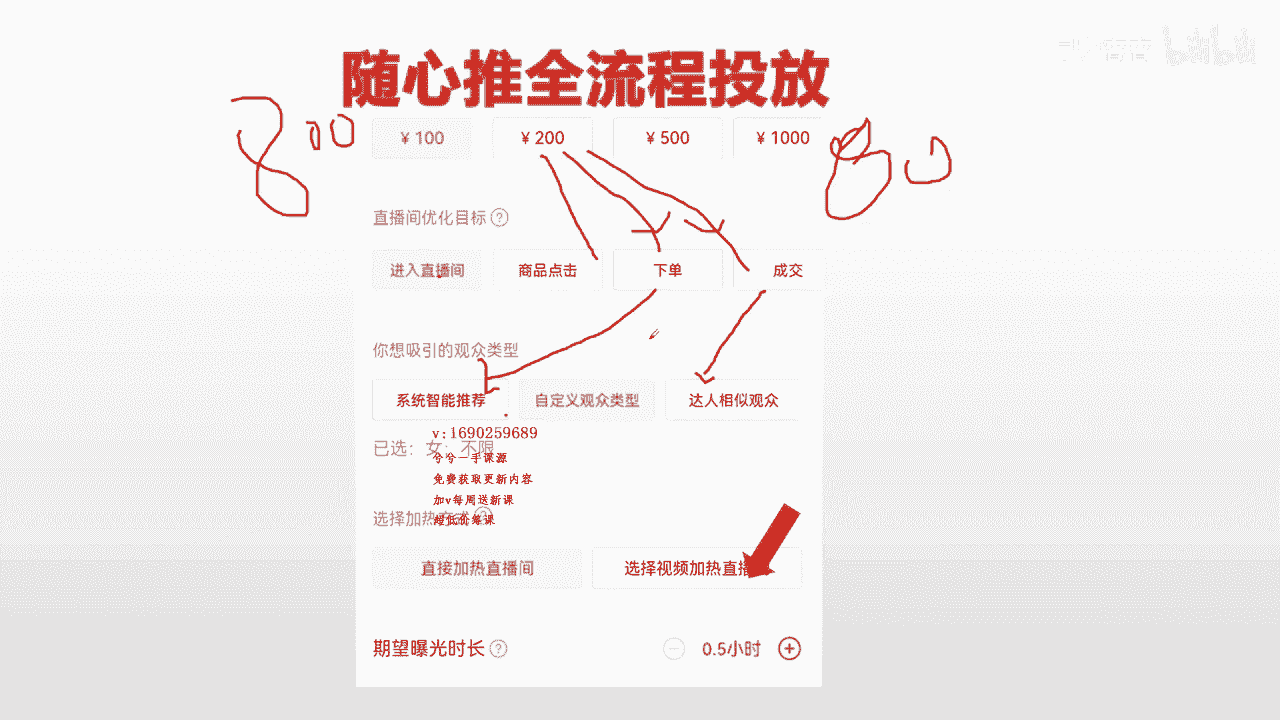 随心推全流程投放
800
¥ 100 ¥ 200 ¥ 500 ¥ 1000
直播间优化目标 ?
进入直播间 商品点击 下单 成交
你想吸引的观众类型
系统智能推荐 自定义观众类型 达人相似观众
v:1690259689
已选：女；不限
兮兮一手课源
免费获取更新内容
加v每周送新课
选择加热方式 ?
超低价每课
直接加热直播间 选择视频加热直播
期望曝光时长 ? 0.5小时
bilibili